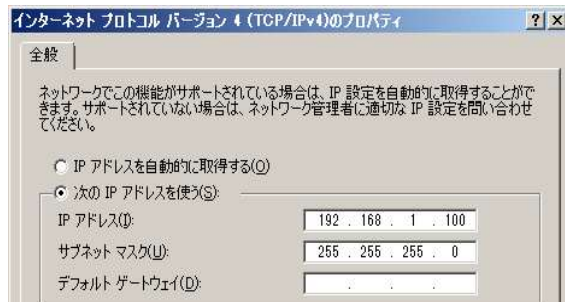 インターネット プロトコル バージョン 4 (TCP/IPv4)のプロパティ
全般
ネットワークでこの機能がサポートされている場合は、IP 設定を自動的に取得することがで
きます。サポートされていない場合は、ネットワーク管理者に適切な IP 設定を問い合わせ
てください。
IP アドレスを自動的に取得する(O)
次の IP アドレスを使う(S):
IP アドレス(I): 192 . 168 . 1 . 100
サブネット マスク(U): 255 . 255 . 255 . 0
デフォルト ゲートウェイ(D): . . .